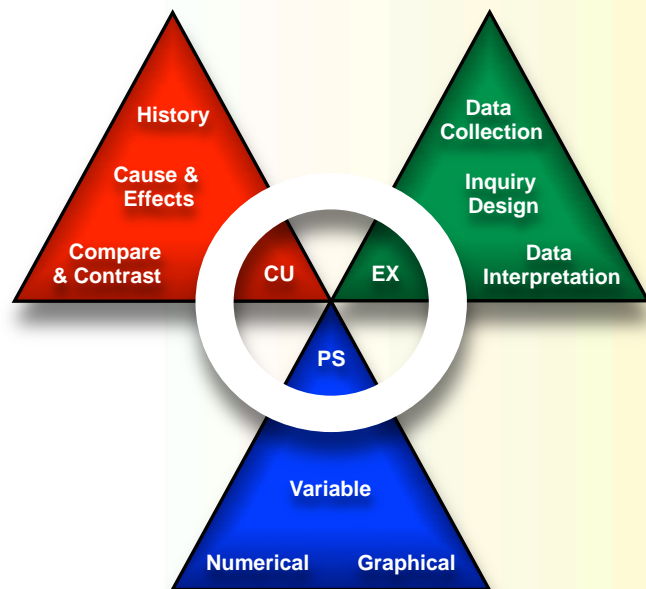 History
Cause &
Effects
Compare
& Contrast
CU
Data
Collection
Inquiry
Design
Data
Interpretation
EX
PS
Variable
Numerical
Graphical